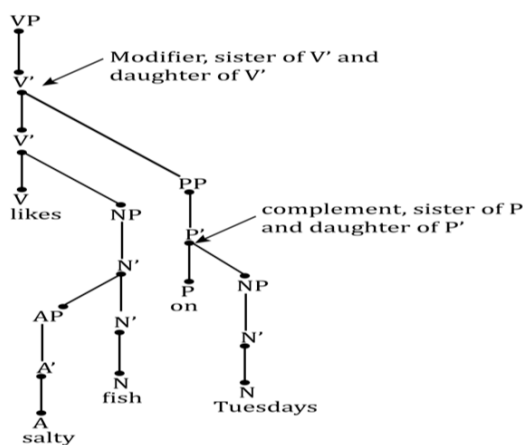 VP
V’
Modifier, sister of V’ and
daughter of V’
V’
PP
V
likes
NP
complement, sister of P
and daughter of P’
P’
N’
P
on
NP
AP
N’
N’
A’
N
fish
N
Tuesdays
A
salty